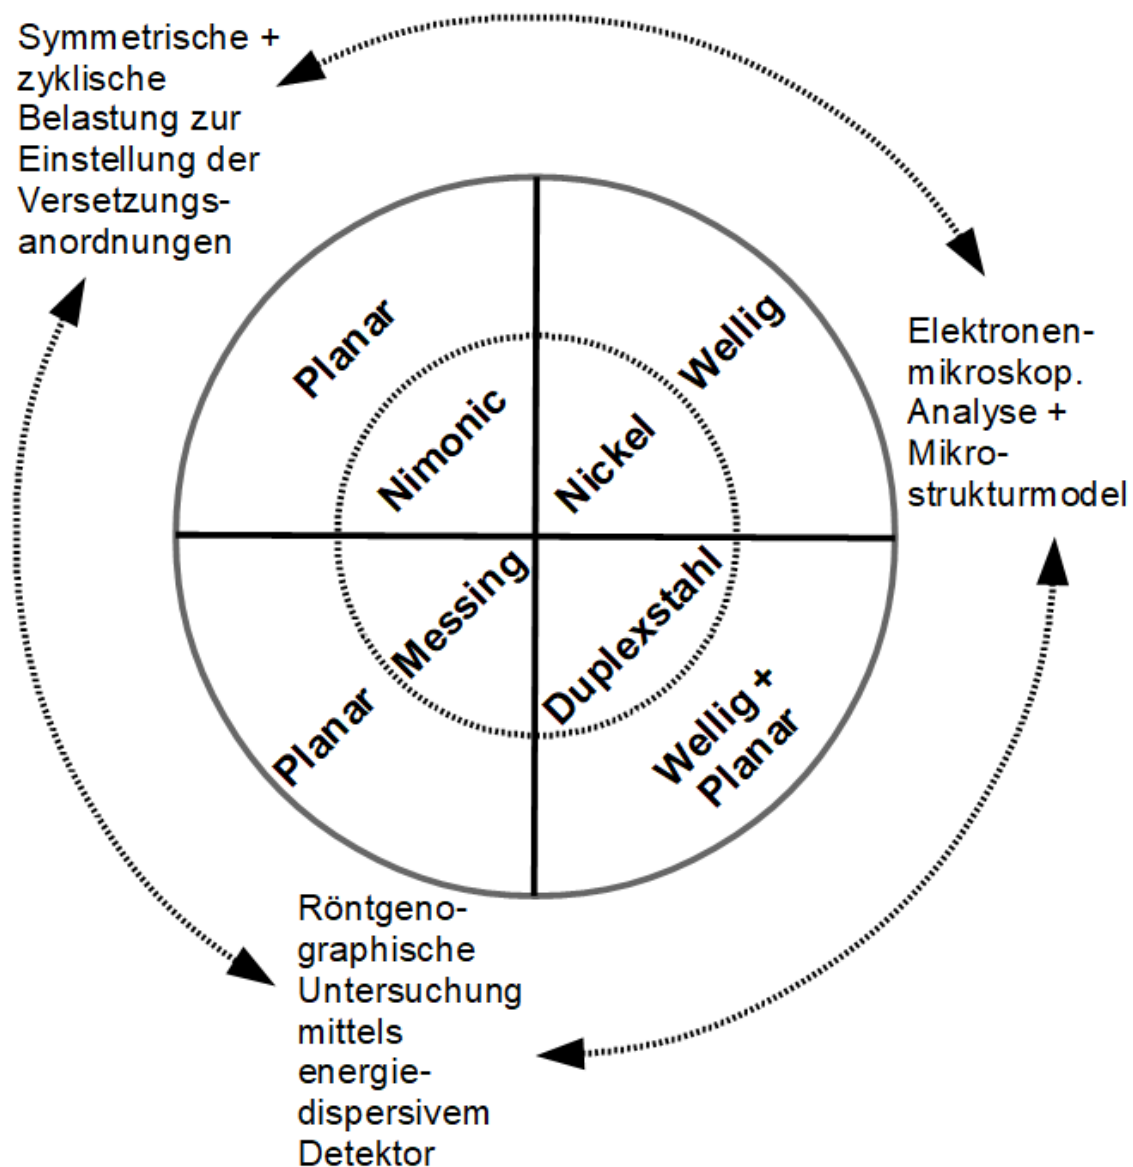 Symmetrische +
zyklische
Belastung zur
Einstellung der
Versetzungs-
anordnungen
Elektronen-
mikroskop.
Analyse +
Mikro-
strukturmodel
Planar
Nimonic
Wellig
Nickel
Messing
Planar
Duplexstahl
Wellig +
Planar
Röntgeno-
graphische
Untersuchung
mittels
energie-
dispersivem
Detektor